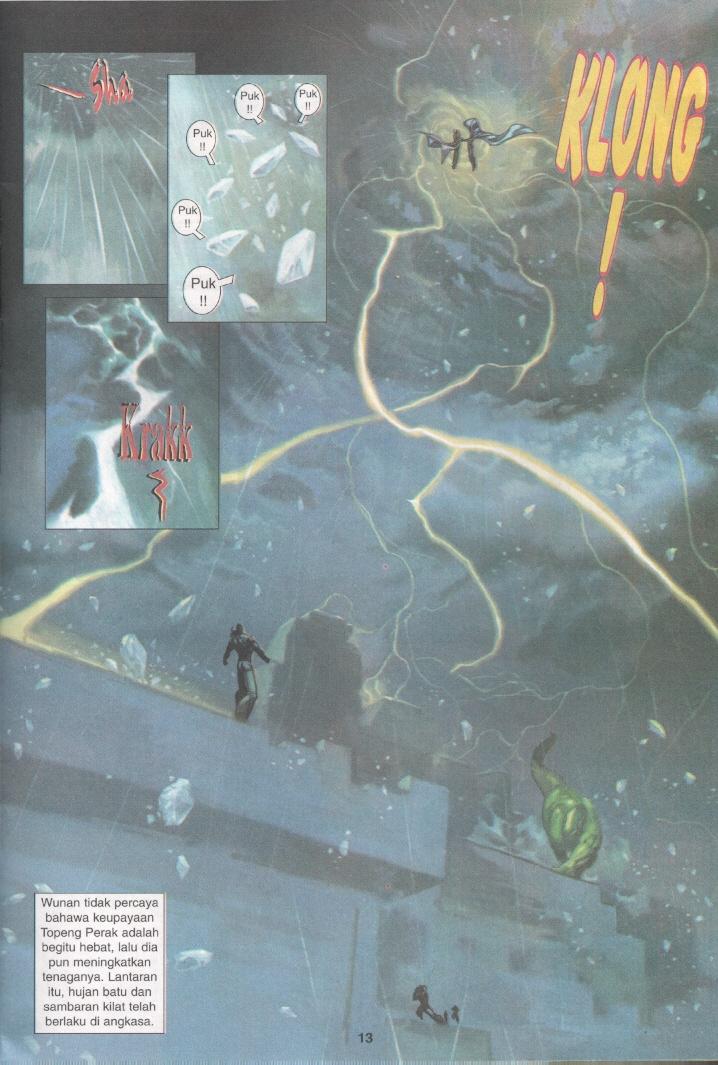 Sha
Puk
!!
Puk
!!
Puk
!!
Puk
!!
Puk
!!
KLONG
!
Krakk
Wunan tidak percaya
bahawa keupayaan
Topeng Perak adalah
begitu hebat, lalu dia
pun meningkatkan
tenaganya. Lantaran
itu, hujan batu dan
sambaran kilat telah
berlaku di angkasa.
13